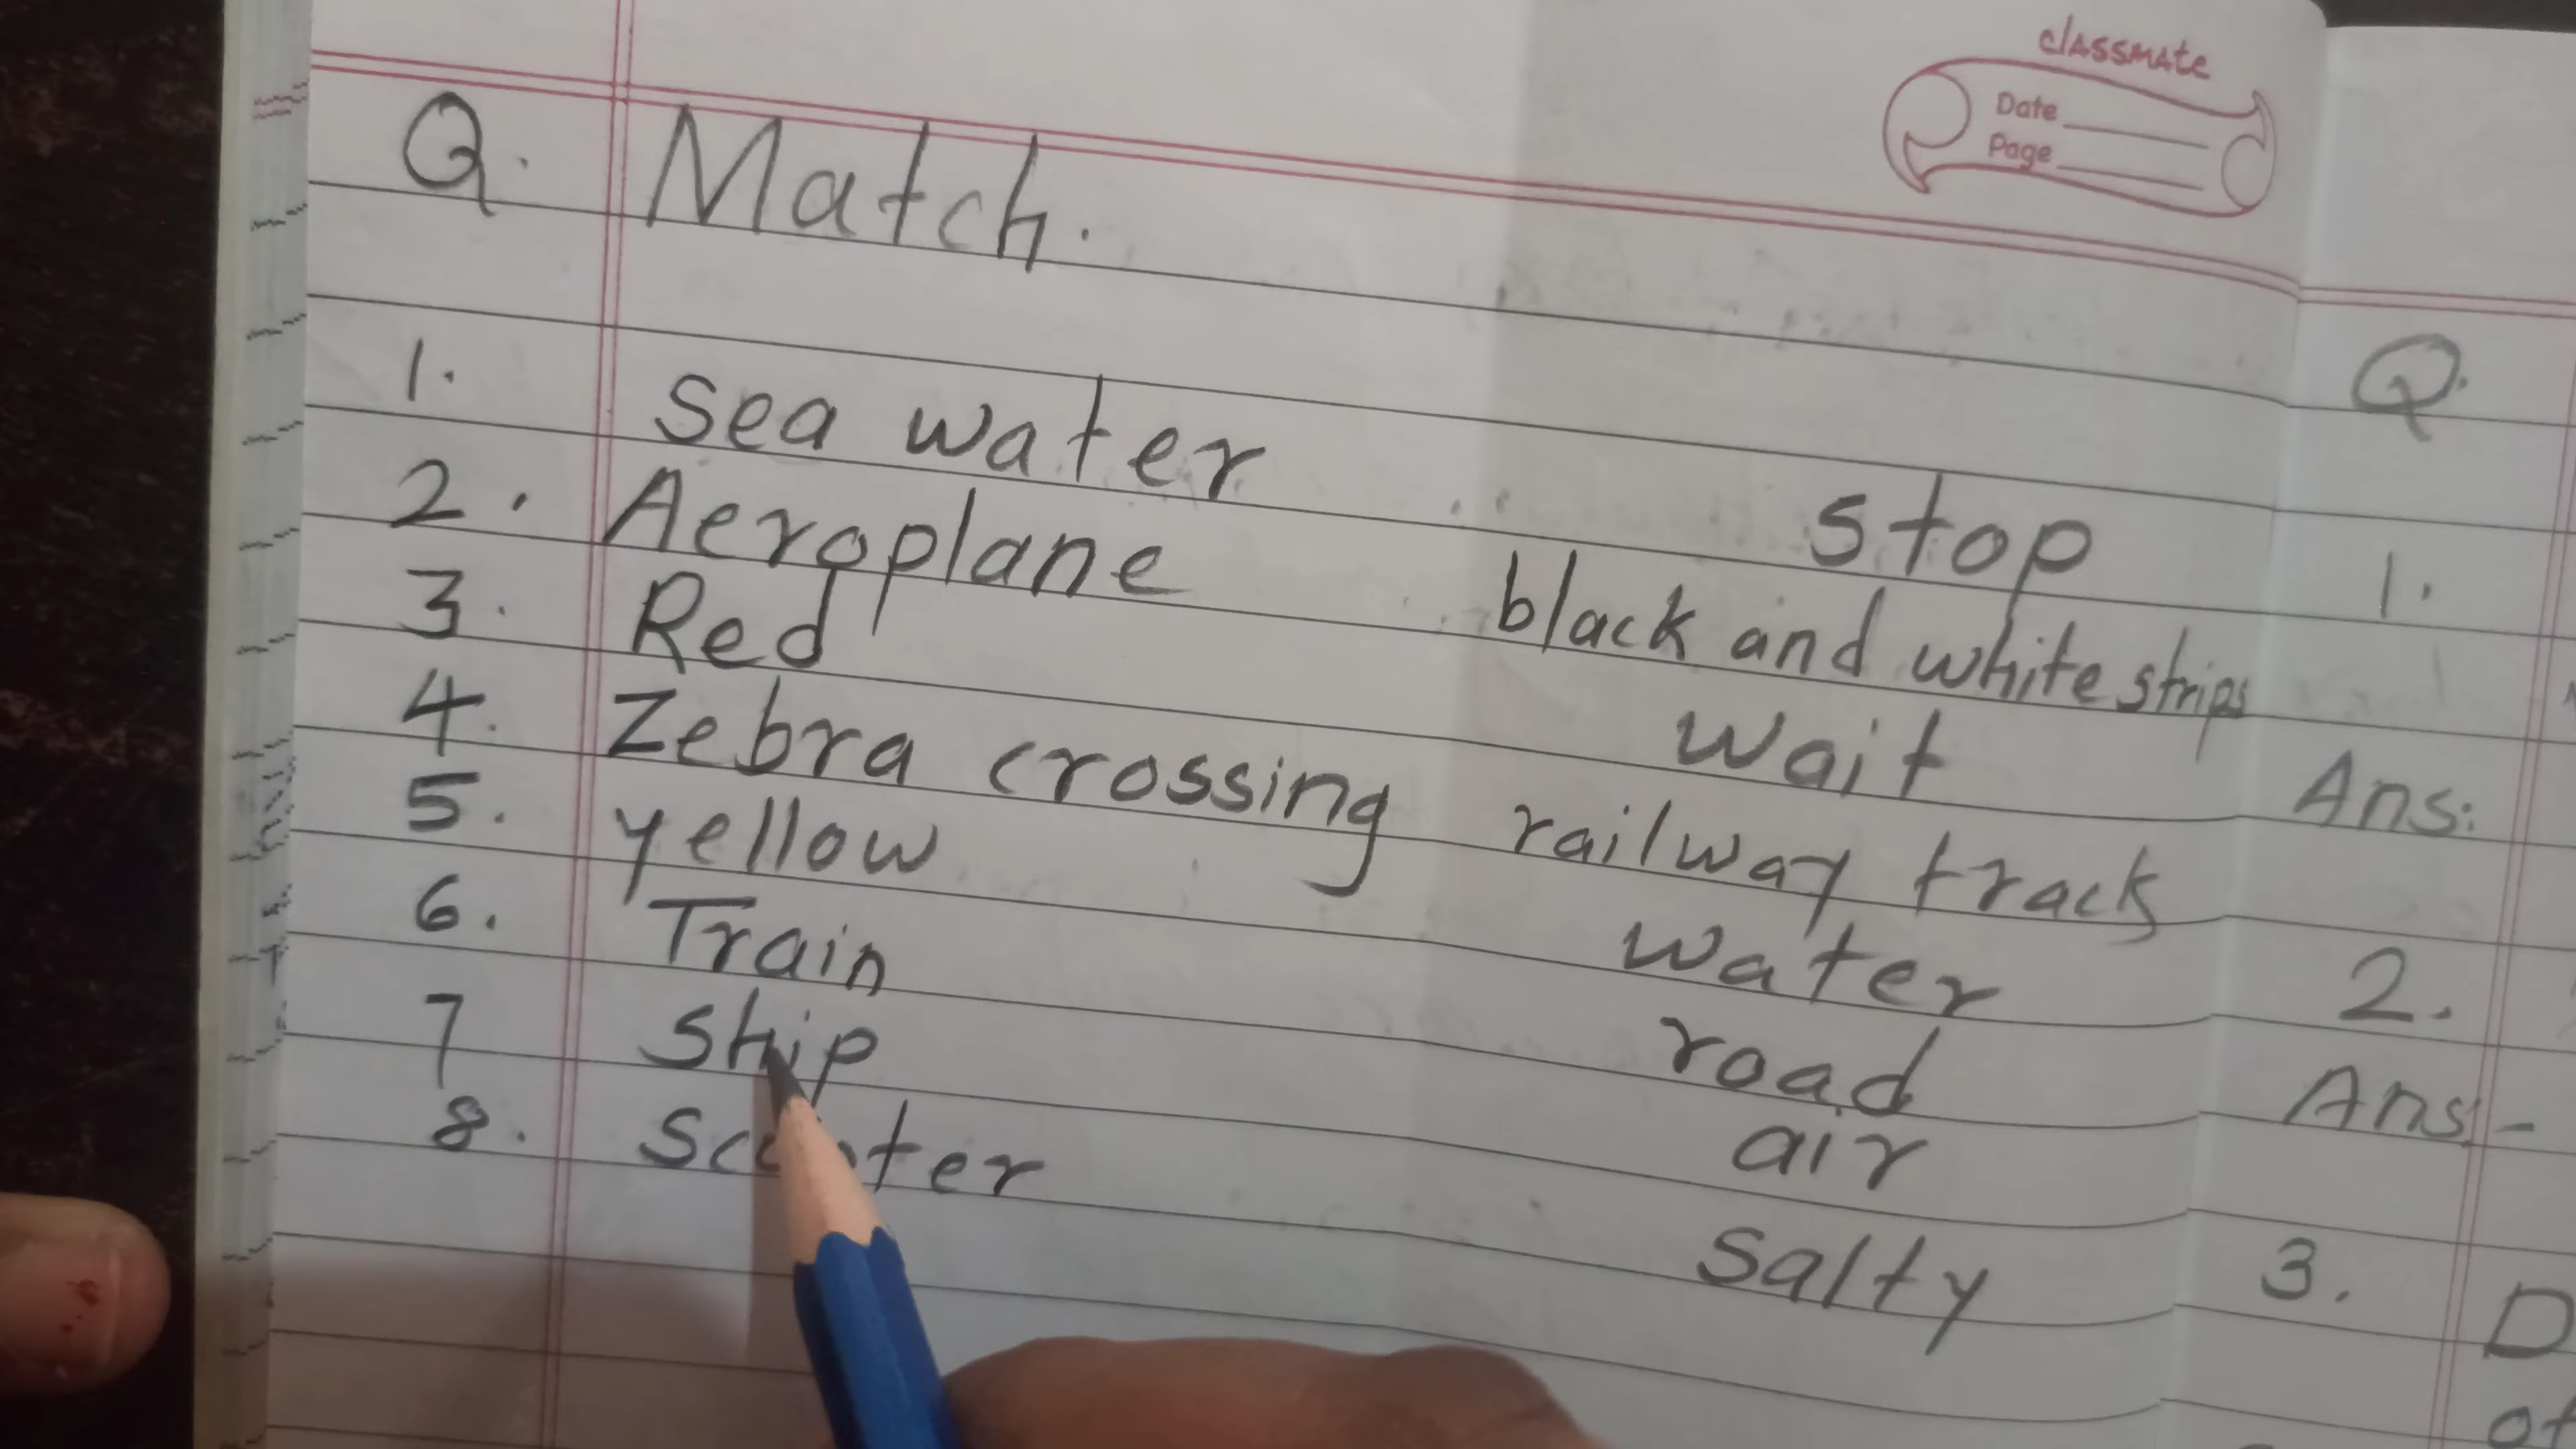 classmate
Date
Page
Q. Match.
1. sea water stop
2. Aeroplane black and white strips
3. Red wait
4. Zebra crossing railway track
5. yellow water
6. Train road
7 Ship air
8. Scooter salty
Q.
1.
Ans:
2.
Ans-
3.
D
of